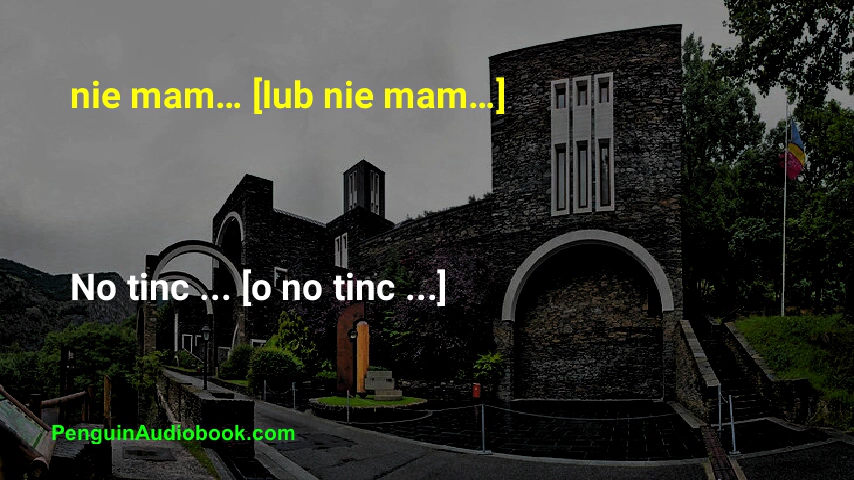 nie mam… [lub nie mam…]
No tinc ... [o no tinc ...]
PenguinAudiobook.com